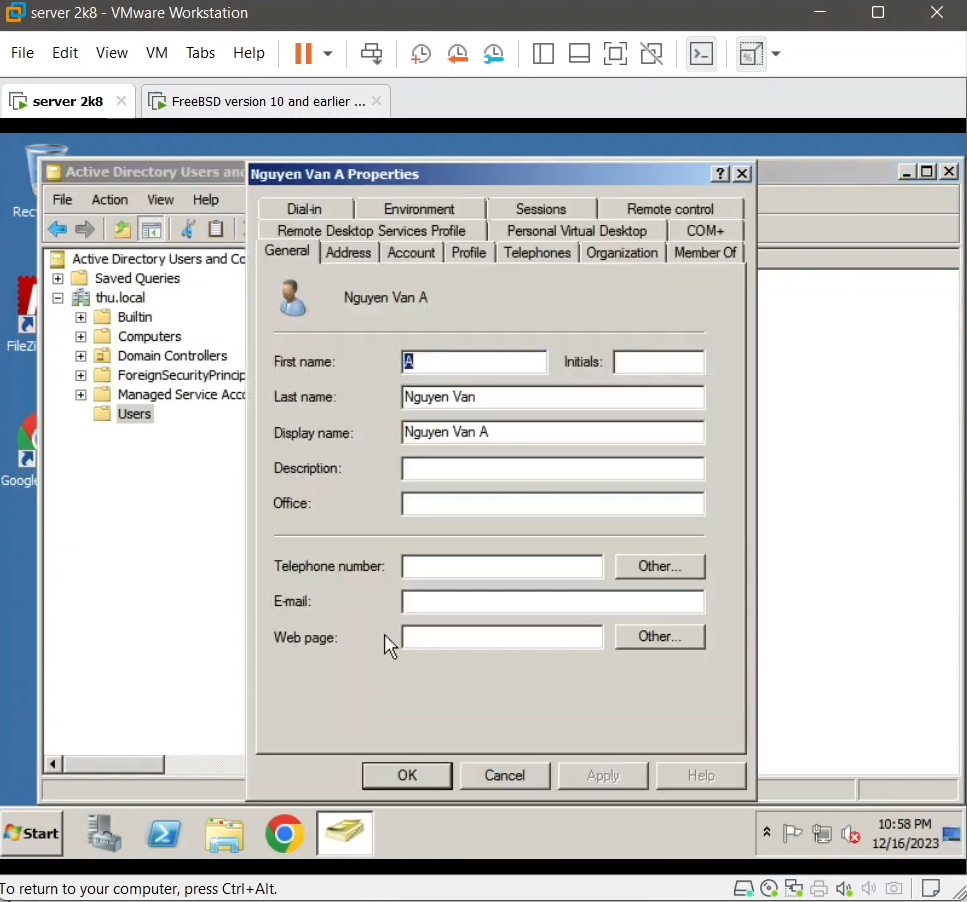 server 2k8 - VMware Workstation
File Edit View VM Tabs Help
server 2k8
FreeBSD version 10 and earlier ...
Active Directory Users and
Nguyen Van A Properties
File Action View Help
Dial-in Environment Sessions Remote control
Remote Desktop Services Profile Personal Virtual Desktop COM+
General Address Account Profile Telephones Organization Member Of
Active Directory Users and Co
Saved Queries
thu.local
Builtin
Computers
Domain Controllers
ForeignSecurityPrincip
Managed Service Acco
Users
Nguyen Van A
First name: A Initials:
Last name: Nguyen Van
Display name: Nguyen Van A
Description:
Office:
Telephone number: Other...
E-mail:
Web page: Other...
OK Cancel Apply Help
Rec
FileZi
Google
Start
10:58 PM
12/16/2023
To return to your computer, press Ctrl+Alt.